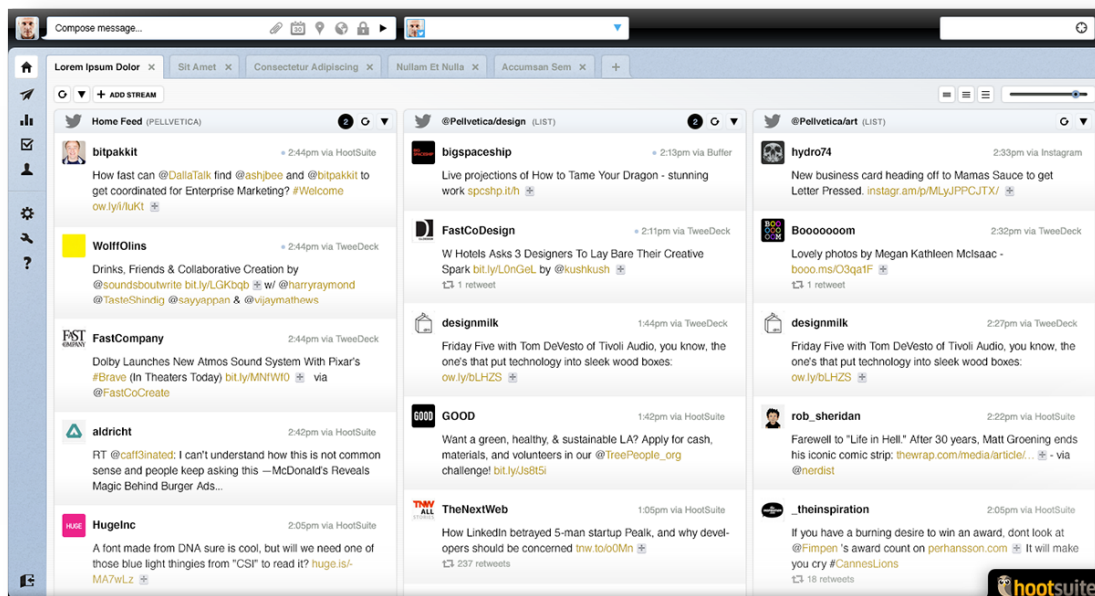 Compose message...
30
Lorem Ipsum Dolor ×
Sit Amet ×
Consectetur Adipiscing ×
Nullam Et Nulla ×
Accumsan Sem ×
+
+ ADD STREAM
Home Feed (PELLVETICA) 2
bitpakkit 2:44pm via HootSuite
How fast can @DallaTalk find @ashjbee and @bitpakkit to
get coordinated for Enterprise Marketing? #Welcome
ow.ly/i/IuKt
WolffOlins 2:44pm via TweeDeck
Drinks, Friends & Collaborative Creation by
@soundsboutwrite bit.ly/LGKbqb w/ @harryraymond
@TasteShindig @sayyappan & @vijaymathews
FAST COMPANY
FastCompany 2:43pm via TweeDeck
Dolby Launches New Atmos Sound System With Pixar's
#Brave (In Theaters Today) bit.ly/MNfWf0 via
@FastCoCreate
aldricht 2:42pm via HootSuite
RT @caff3inated: I can't understand how this is not common
sense and people keep asking this —McDonald's Reveals
Magic Behind Burger Ads...
HUGE
HugeInc 2:05pm via HootSuite
A font made from DNA sure is cool, but will we need one of
those blue light thingies from "CSI" to read it? huge.is/-
MA7wLz
@Pellvetica/design (LIST) 2
bigspaceship 2:13pm via Buffer
Live projections of How to Tame Your Dragon - stunning
work spcshp.it/h
FastCoDesign 2:11pm via TweeDeck
W Hotels Asks 3 Designers To Lay Bare Their Creative
Spark bit.ly/L0nGeL by @kushkush
1 retweet
designmilk 1:44pm via TweeDeck
Friday Five with Tom DeVesto of Tivoli Audio, you know, the
one's that put technology into sleek wood boxes:
ow.ly/bLHZS
GOOD
GOOD 1:42pm via HootSuite
Want a green, healthy, & sustainable LA? Apply for cash,
materials, and volunteers in our @TreePeople_org
challenge! bit.ly/Js8t5i
TNW
ALL
STORIES
TheNextWeb 1:05pm via HootSuite
How LinkedIn betrayed 5-man startup Pealk, and why devel-
opers should be concerned tnw.to/o0Mn
237 retweets
@Pellvetica/art (LIST)
hydro74 2:33pm via Instagram
New business card heading off to Mamas Sauce to get
Letter Pressed. instagr.am/p/MLyJPPCJTX/
BOOOOOOOM
Booooooom 2:32pm via TweeDeck
Lovely photos by Megan Kathleen McIsaac -
booo.ms/O3qa1F
1 retweet
designmilk 2:27pm via TweeDeck
Friday Five with Tom DeVesto of Tivoli Audio, you know, the
one's that put technology into sleek wood boxes:
ow.ly/bLHZS
rob_sheridan 2:22pm via HootSuite
Farewell to "Life in Hell." After 30 years, Matt Groening ends
his iconic comic strip: thewrap.com/media/article/... - via
@nerdist
_theinspiration 2:05pm via HootSuite
If you have a burning desire to win an award, dont look at
@Fimpen 's award count on perhansson.com It will make
you cry #CannesLions
18 retweets
hootsuite